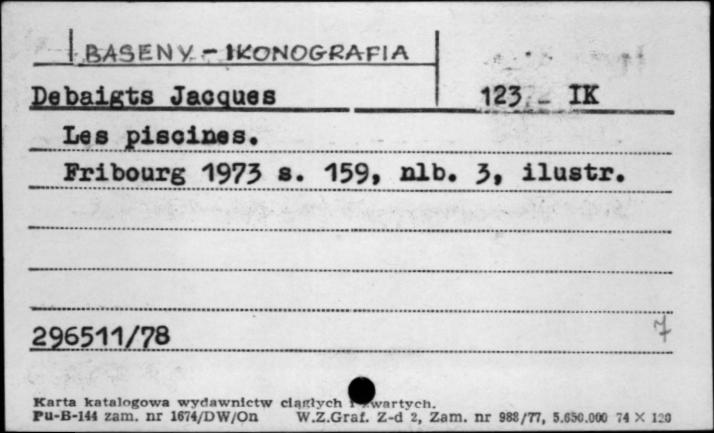 BASENY - IKONOGRAFIA
Debaigts Jacques 123 - IK
Les piscines.
Fribourg 1973 s. 159, nlb. 3, ilustr.
296511/78 7
Karta katalogowa wydawnictw ciągłych i zwartych.
Pu-B-144 zam. nr 1674/DW/On W.Z.Graf. Z-d 2, Zam. nr 988/77, 5.650.000 74 × 120